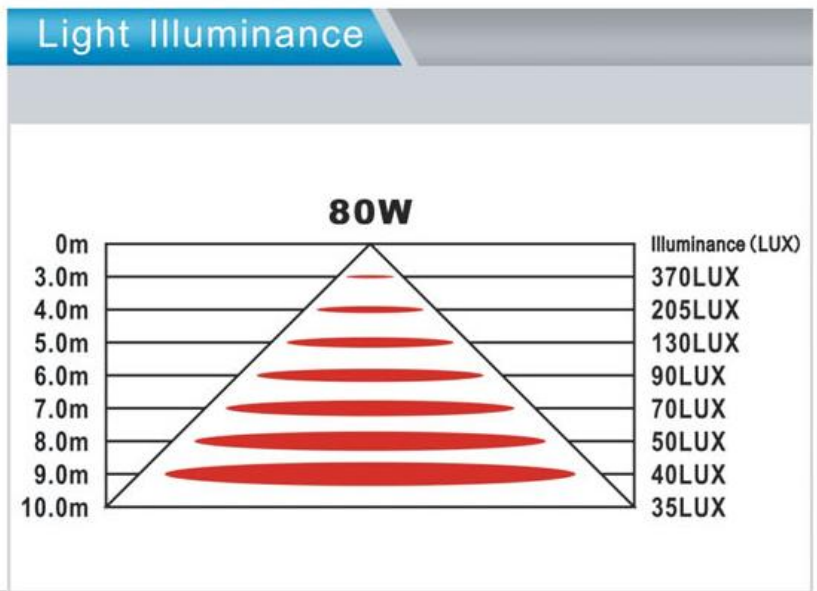 Light Illuminance
80W
0m Illuminance (LUX)
3.0m 370LUX
4.0m 205LUX
5.0m 130LUX
6.0m 90LUX
7.0m 70LUX
8.0m 50LUX
9.0m 40LUX
10.0m 35LUX